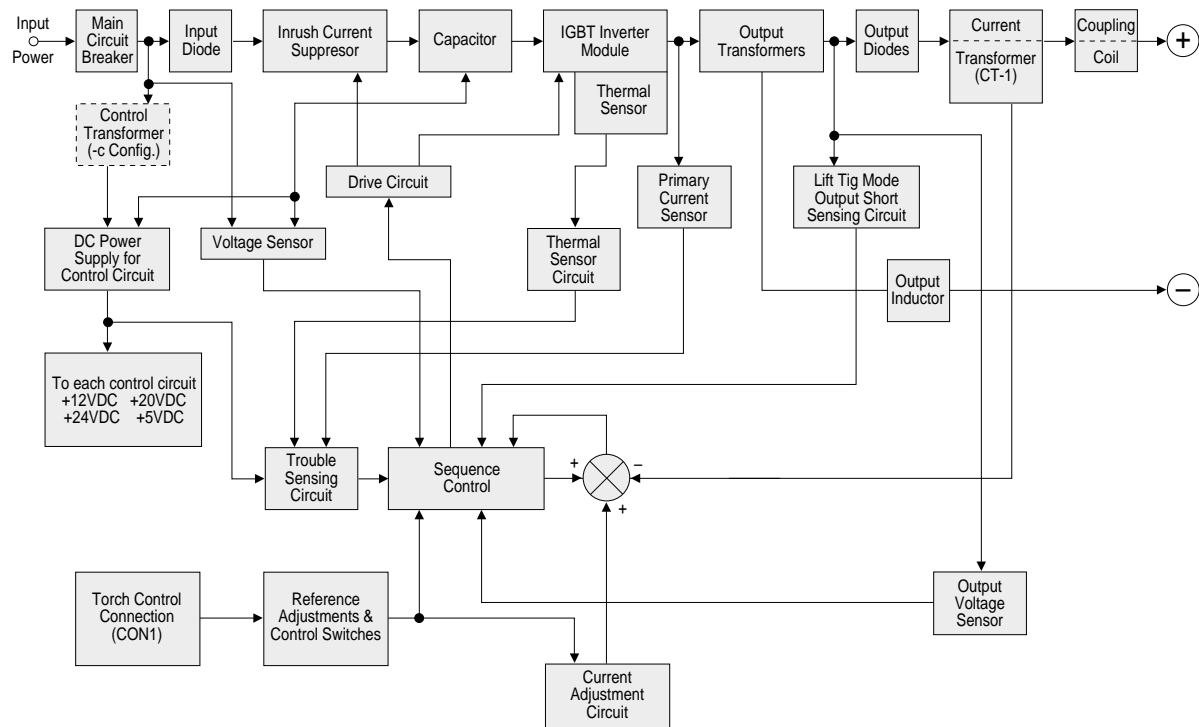 Input
Power
Main
Circuit
Breaker
Input
Diode
Inrush Current
Suppresor
Capacitor
IGBT Inverter
Module
Thermal
Sensor
Output
Transformers
Output
Diodes
Current
Transformer
(CT-1)
Coupling
Coil
+
Control
Transformer
(-c Config.)
Drive Circuit
Primary
Current
Sensor
Lift Tig Mode
Output Short
Sensing Circuit
DC Power
Supply for
Control Circuit
Voltage Sensor
Thermal
Sensor
Circuit
Output
Inductor
−
To each control circuit
+12VDC +20VDC
+24VDC +5VDC
Trouble
Sensing
Circuit
Sequence
Control
+
−
+
Torch Control
Connection
(CON1)
Reference
Adjustments &
Control Switches
Output
Voltage
Sensor
Current
Adjustment
Circuit